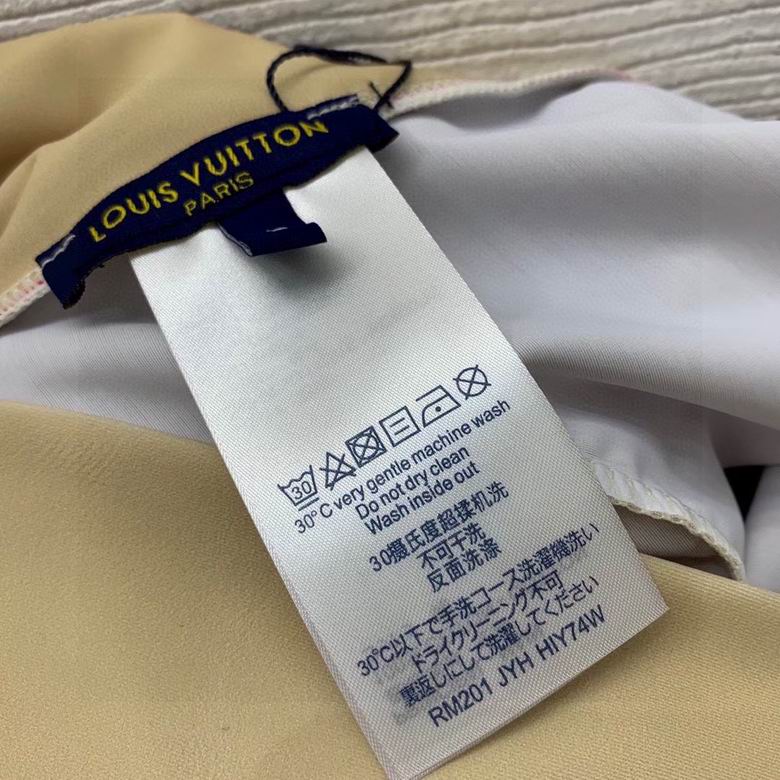 LOUIS VUITTON
PARIS
L
30
30°C very gentle machine wash
Do not dry clean
Wash inside out
30摄氏度超揉机洗
不可干洗
反面洗涤
30℃以下で手洗コース洗濯機洗い
ドライクリーニング不可
裏返しにして洗濯してください
RM201 JYH HIY74W